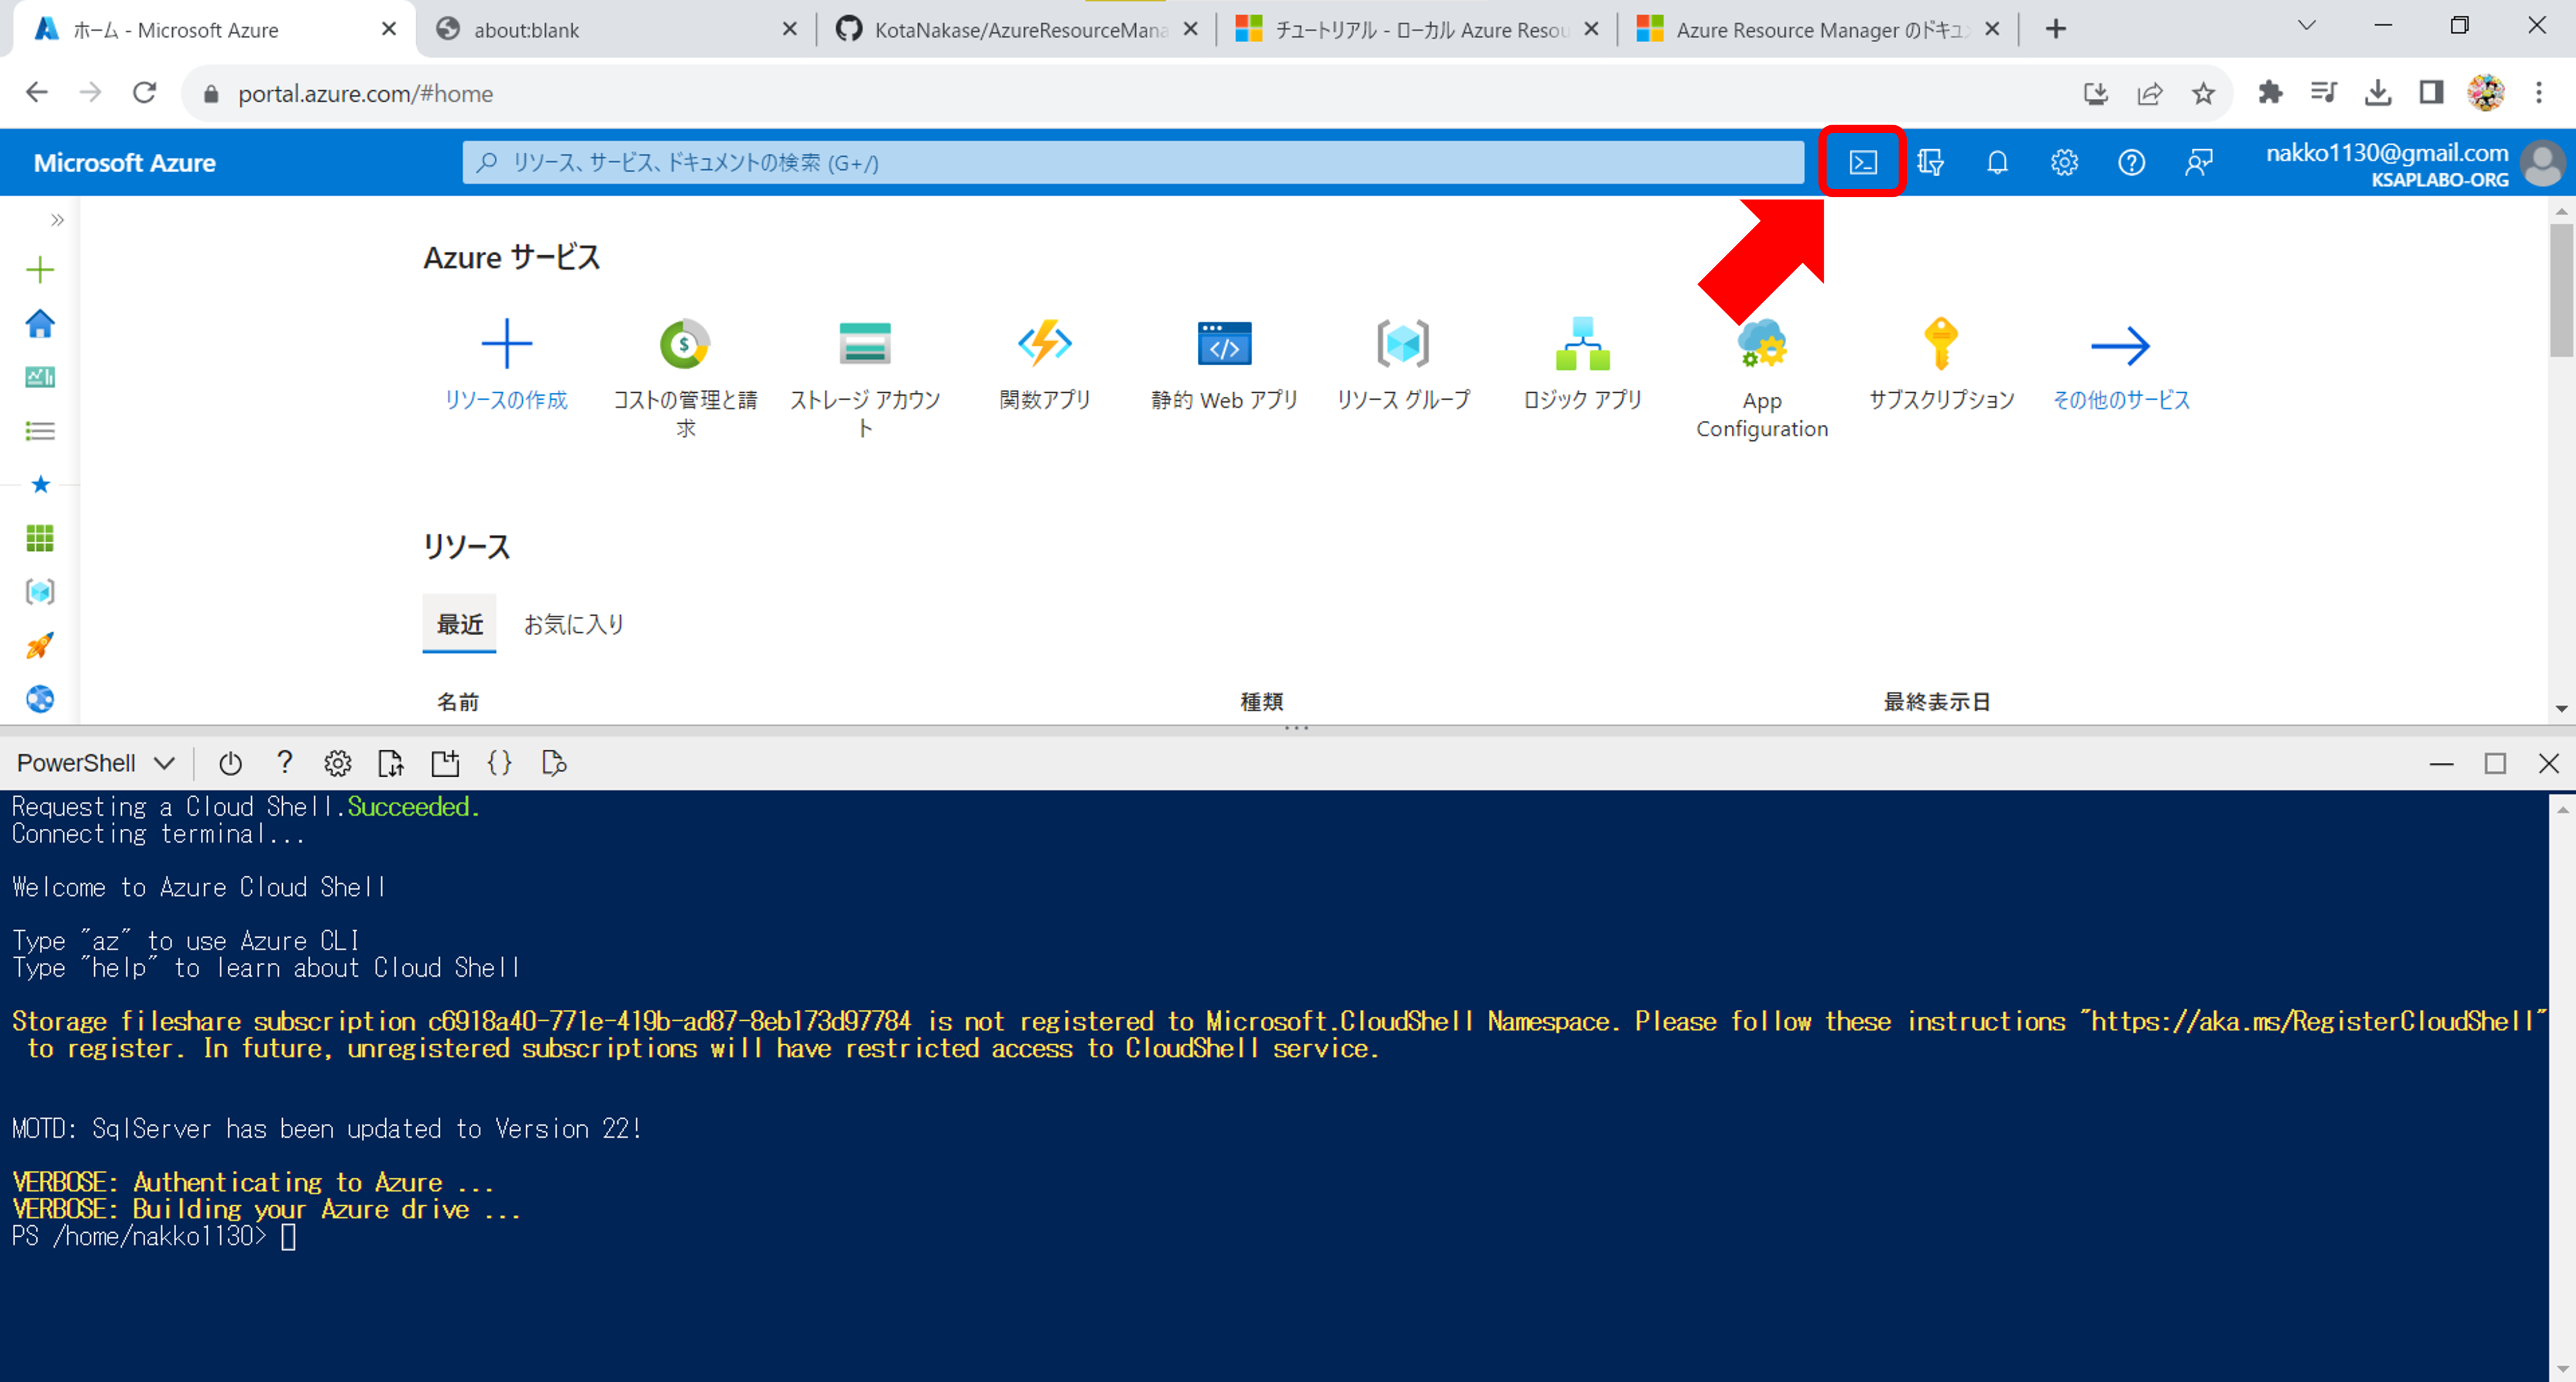 ホーム - Microsoft Azure
about:blank
KotaNakase/AzureResourceMana
チュートリアル - ローカル Azure Resou
Azure Resource Manager のドキュ
portal.azure.com/#home
Microsoft Azure
リソース、サービス、ドキュメントの検索 (G+/)
nakko1130@gmail.com
KSAPLABO-ORG
Azure サービス
リソースの作成
コストの管理と請
求
ストレージ アカウン
ト
関数アプリ
静的 Web アプリ
リソース グループ
ロジック アプリ
App
Configuration
サブスクリプション
その他のサービス
リソース
最近
お気に入り
名前
種類
最終表示日
PowerShell
Requesting a Cloud Shell.Succeeded.
Connecting terminal...
Welcome to Azure Cloud Shell
Type "az" to use Azure CLI
Type "help" to learn about Cloud Shell
Storage fileshare subscription c6918a40-771e-419b-ad87-8eb173d97784 is not registered to Microsoft.CloudShell Namespace. Please follow these instructions "https://aka.ms/RegisterCloudShell"
to register. In future, unregistered subscriptions will have restricted access to CloudShell service.
MOTD: SqlServer has been updated to Version 22!
VERBOSE: Authenticating to Azure ...
VERBOSE: Building your Azure drive ...
PS /home/nakko1130>